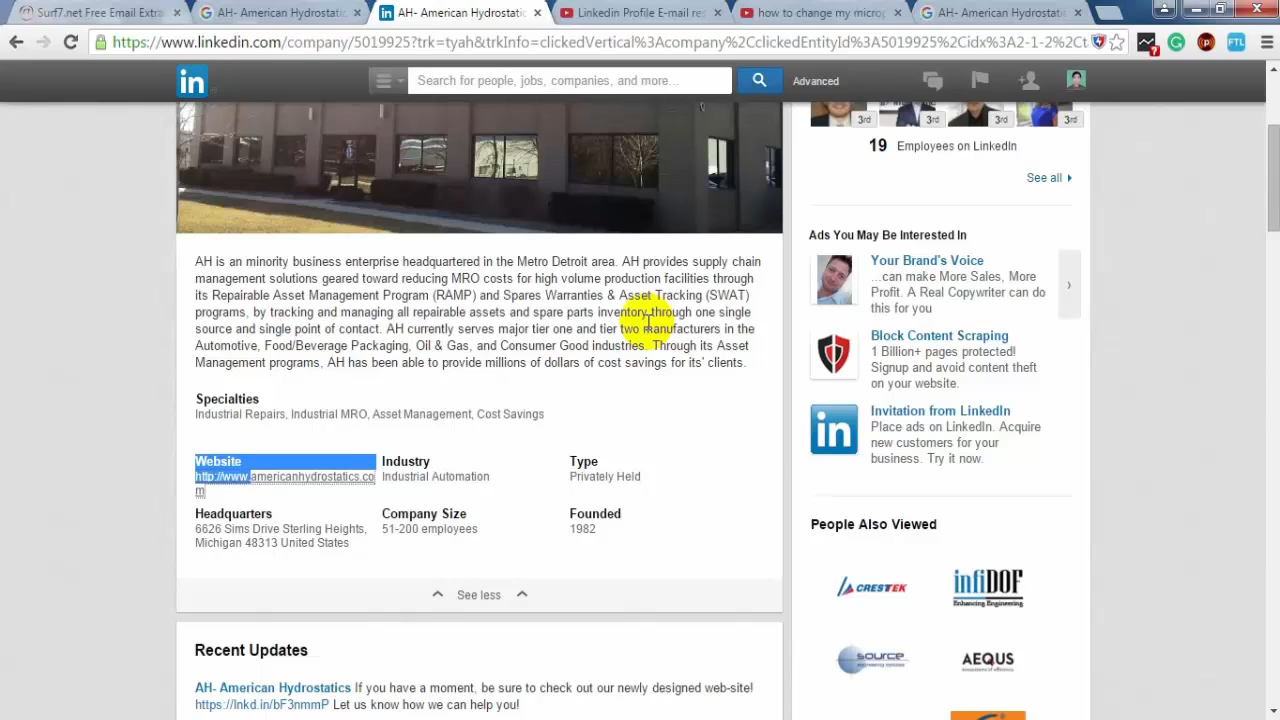 Surf7.net Free Email Extra
AH- American Hydrostatic
AH- American Hydrostatic
Linkedin Profile E-mail res
how to change my microp
AH- American Hydrostatic
https://www.linkedin.com/company/5019925?trk=tyah&trkInfo=clickedVertical%3Acompany%2CclickedEntityId%3A5019925%2Cidx%3A2-1-2%2Ct
7
FTL
in
Search for people, jobs, companies, and more...
Advanced
3rd
3rd
3rd
3rd
19 Employees on LinkedIn
See all
AH is an minority business enterprise headquartered in the Metro Detroit area. AH provides supply chain
management solutions geared toward reducing MRO costs for high volume production facilities through
its Repairable Asset Management Program (RAMP) and Spares Warranties & Asset Tracking (SWAT)
programs, by tracking and managing all repairable assets and spare parts inventory through one single
source and single point of contact. AH currently serves major tier one and tier two manufacturers in the
Automotive, Food/Beverage Packaging, Oil & Gas, and Consumer Good industries. Through its Asset
Management programs, AH has been able to provide millions of dollars of cost savings for its' clients.
Specialties
Industrial Repairs, Industrial MRO, Asset Management, Cost Savings
Website
http://www.americanhydrostatics.co
m
Industry
Industrial Automation
Type
Privately Held
Headquarters
6626 Sims Drive Sterling Heights,
Michigan 48313 United States
Company Size
51-200 employees
Founded
1982
See less
Recent Updates
AH- American Hydrostatics If you have a moment, be sure to check out our newly designed web-site!
https://lnkd.in/bF3nmmP Let us know how we can help you!
Ads You May Be Interested In
Your Brand's Voice
...can make More Sales, More
Profit. A Real Copywriter can do
this for you
Block Content Scraping
1 Billion+ pages protected!
Signup and avoid content theft
on your website.
in
Invitation from LinkedIn
Place ads on LinkedIn. Acquire
new customers for your
business. Try it now.
People Also Viewed
CRESTEK
infiDOF
Enhancing Engineering
source
AEQUS